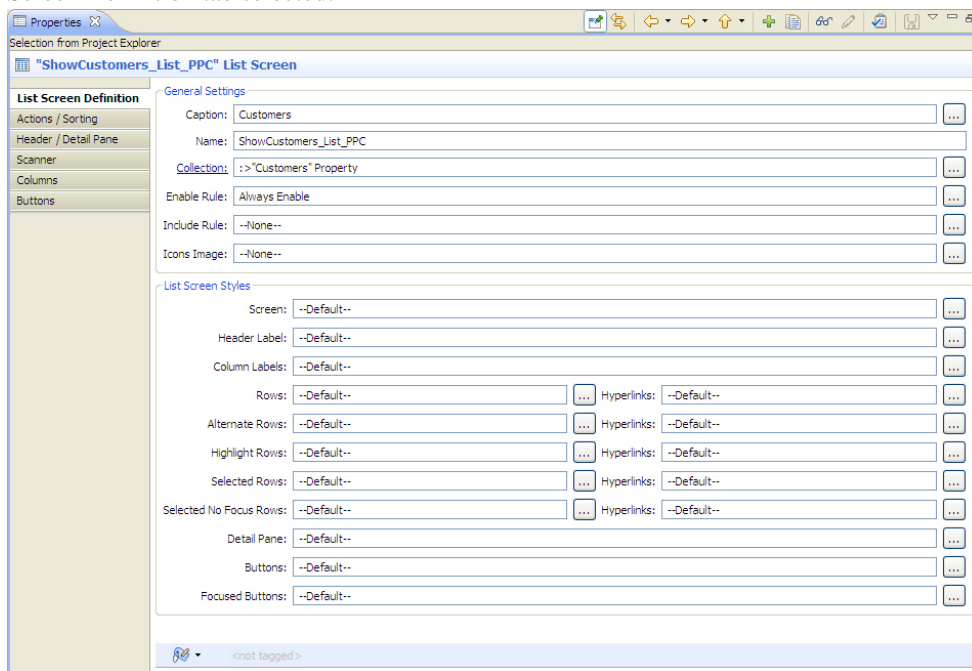 Properties
Selection from Project Explorer
"ShowCustomers_List_PPC" List Screen
List Screen Definition
Actions / Sorting
Header / Detail Pane
Scanner
Columns
Buttons
General Settings
Caption: Customers ...
Name: ShowCustomers_List_PPC
Collection: :>"Customers" Property ...
Enable Rule: Always Enable ...
Include Rule: --None-- ...
Icons Image: --None-- ...
List Screen Styles
Screen: --Default-- ...
Header Label: --Default-- ...
Column Labels: --Default-- ...
Rows: --Default-- ... Hyperlinks: --Default-- ...
Alternate Rows: --Default-- ... Hyperlinks: --Default-- ...
Highlight Rows: --Default-- ... Hyperlinks: --Default-- ...
Selected Rows: --Default-- ... Hyperlinks: --Default-- ...
Selected No Focus Rows: --Default-- ... Hyperlinks: --Default-- ...
Detail Pane: --Default-- ...
Buttons: --Default-- ...
Focused Buttons: --Default-- ...
<not tagged>